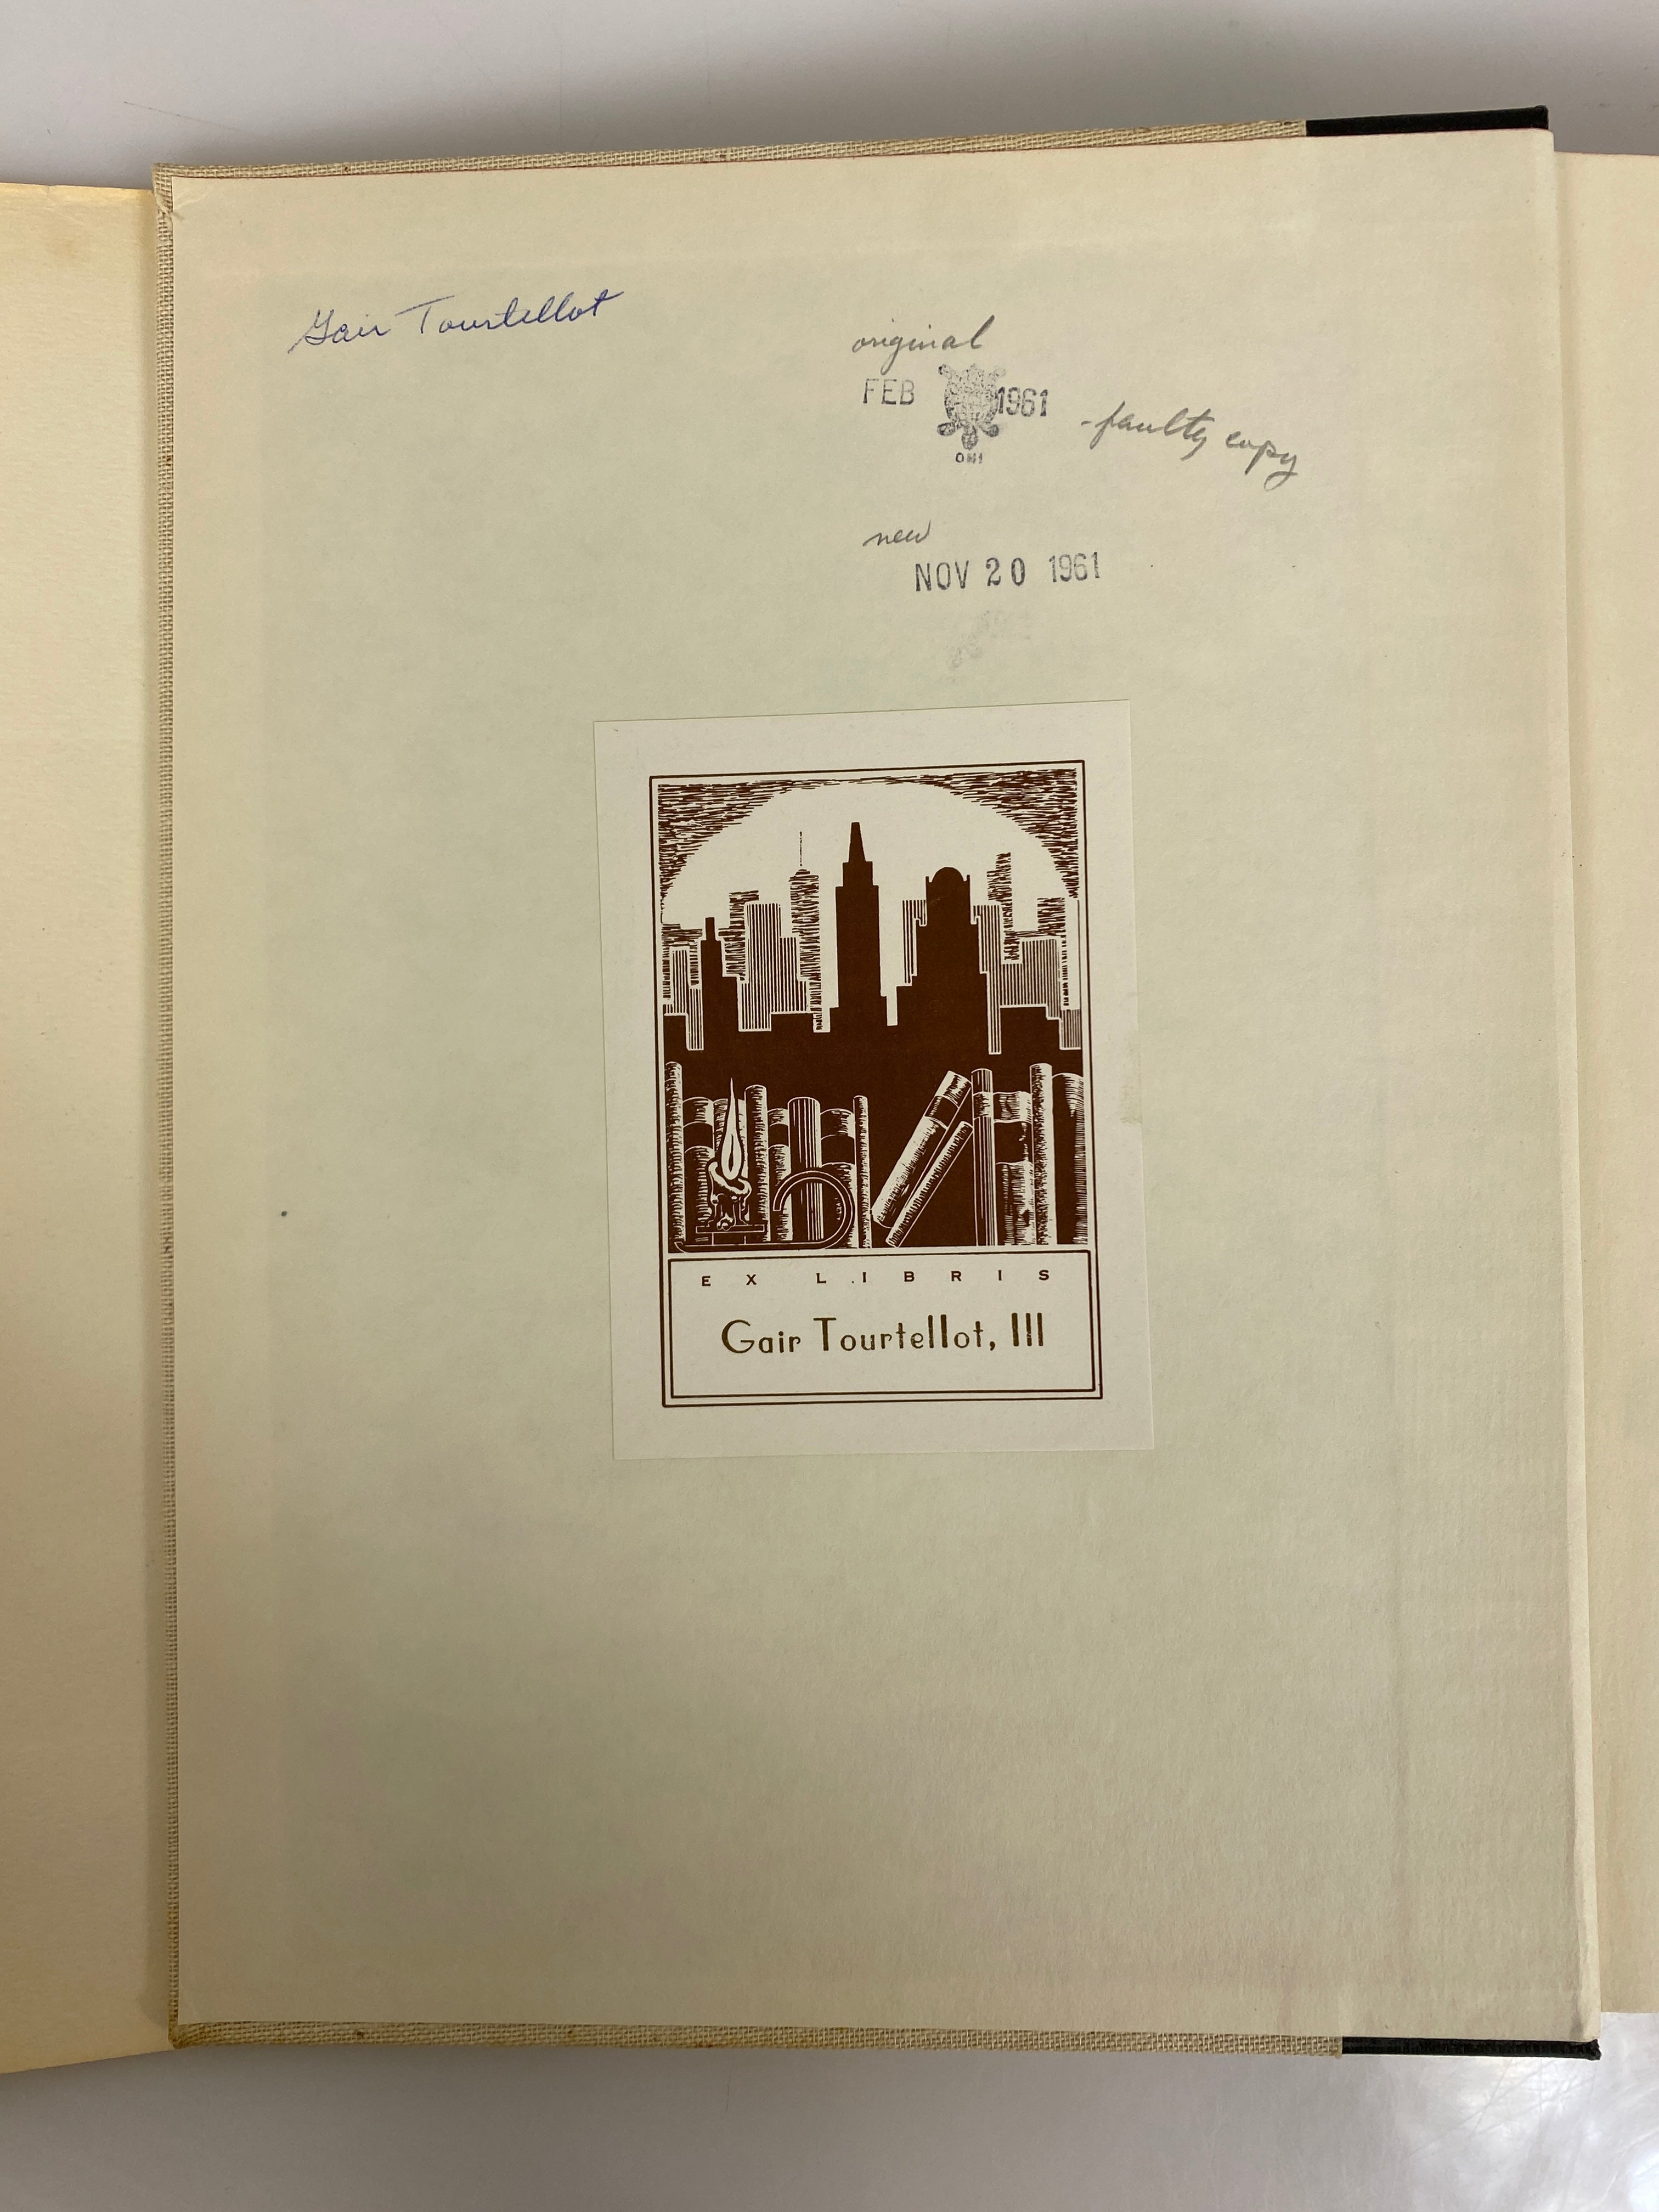 Gair Tourtellot
original
FEB 1961 - faulty copy
new
NOV 20 1961
EX LIBRIS
Gair Tourtellot, III